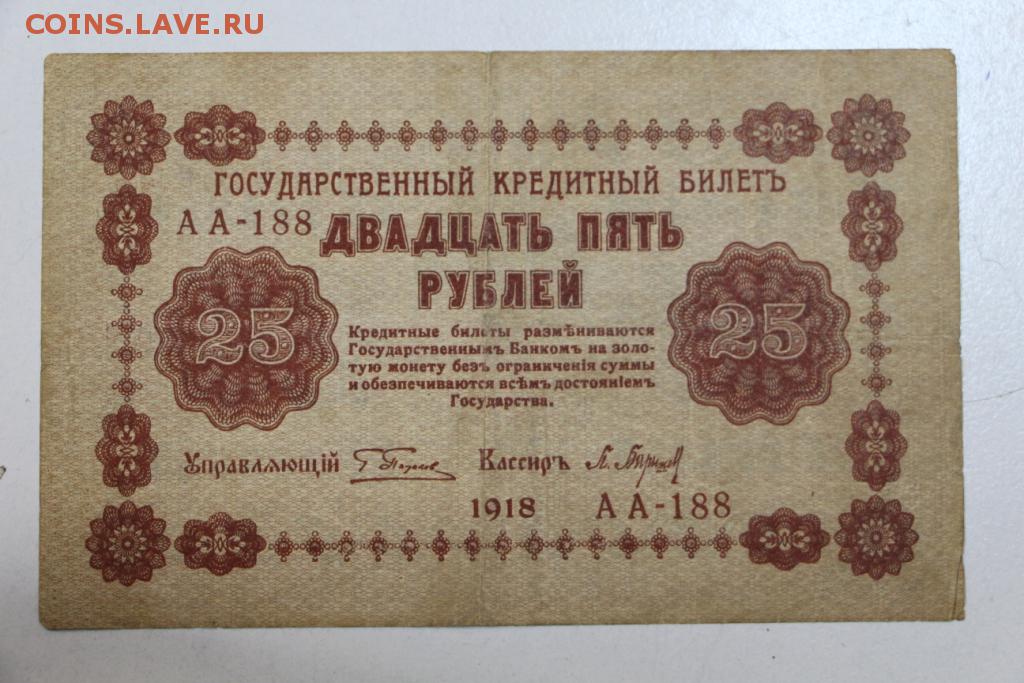 COINS.LAVE.RU
ГОСУДАРСТВЕННЫЙ КРЕДИТНЫЙ БИЛЕТЪ
АА-188
ДВАДЦАТЬ ПЯТЬ
РУБЛЕЙ
25
25
Кредитные билеты размѣниваются
Государственнымъ Банкомъ на золо-
тую монету безъ ограниченія суммы
и обезпечиваются всѣмъ достояніемъ
Государства.
Управляющій
Кассиръ
1918 АА-188